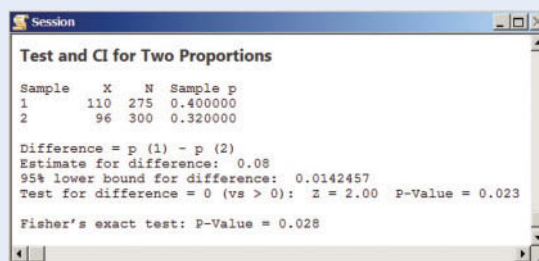 Session
Test and CI for Two Proportions
Sample X N Sample p
1 110 275 0.400000
2 96 300 0.320000
Difference = p (1) - p (2)
Estimate for difference: 0.08
95% lower bound for difference: 0.0142457
Test for difference = 0 (vs > 0): Z = 2.00 P-Value = 0.023
Fisher's exact test: P-Value = 0.028